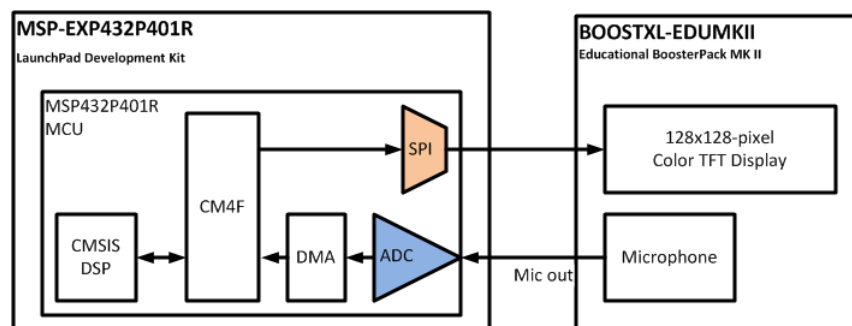 MSP-EXP432P401R
LaunchPad Development Kit
BOOSTXL-EDUMKII
Educational BoosterPack MK II
MSP432P401R
MCU
SPI
128x128-pixel
Color TFT Display
CM4F
CMSIS
DSP
DMA
ADC
Mic out
Microphone